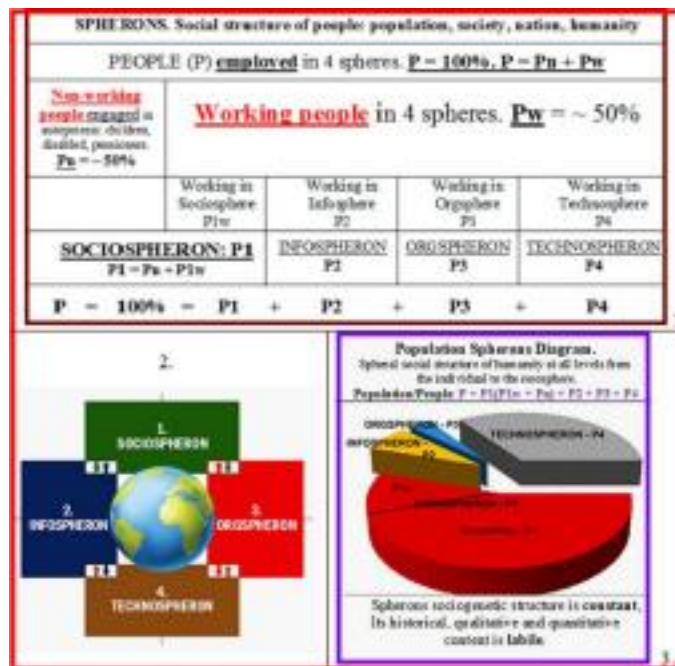 SPHERONS. Social structure of people: population, society, nation, humanity
PEOPLE (P) employed in 4 spheres. P = 100%. P = Pn + Pw
Non-working
people engaged in
children,
disabled, pensioners.
Pn = ~50%
Working people in 4 spheres. Pw = ~ 50%
Working in
Sociosphere
P1w
Working in
Infosphere
P2
Working in
Orgsphere
Working in
Technosphere
P4
SOCIOSPHERON: P1
P1 = Pn + P1w
INFOSPHERON
P2
ORGSPHERON
P3
TECHNOSPHERON
P4
P = 100% = P1 + P2 + P3 + P4
2.
1.
SOCIOSPHERON
2.
INFOSPHERON
3.
ORGSPHERON
4.
TECHNOSPHERON
Population Spherons Diagram.
Spheral social structure of humanity at all levels from
the individual to the noosphere.
Population/People: P = P1(P1w + Pn) + P2 + P3 + P4
ORGSPHERON - P3
INFOSPHERON -
P2
TECHNOSPHERON - P4
Spherons sociogenetic structure is constant,
Its historical, qualitative and quantitative
content is labile.
3